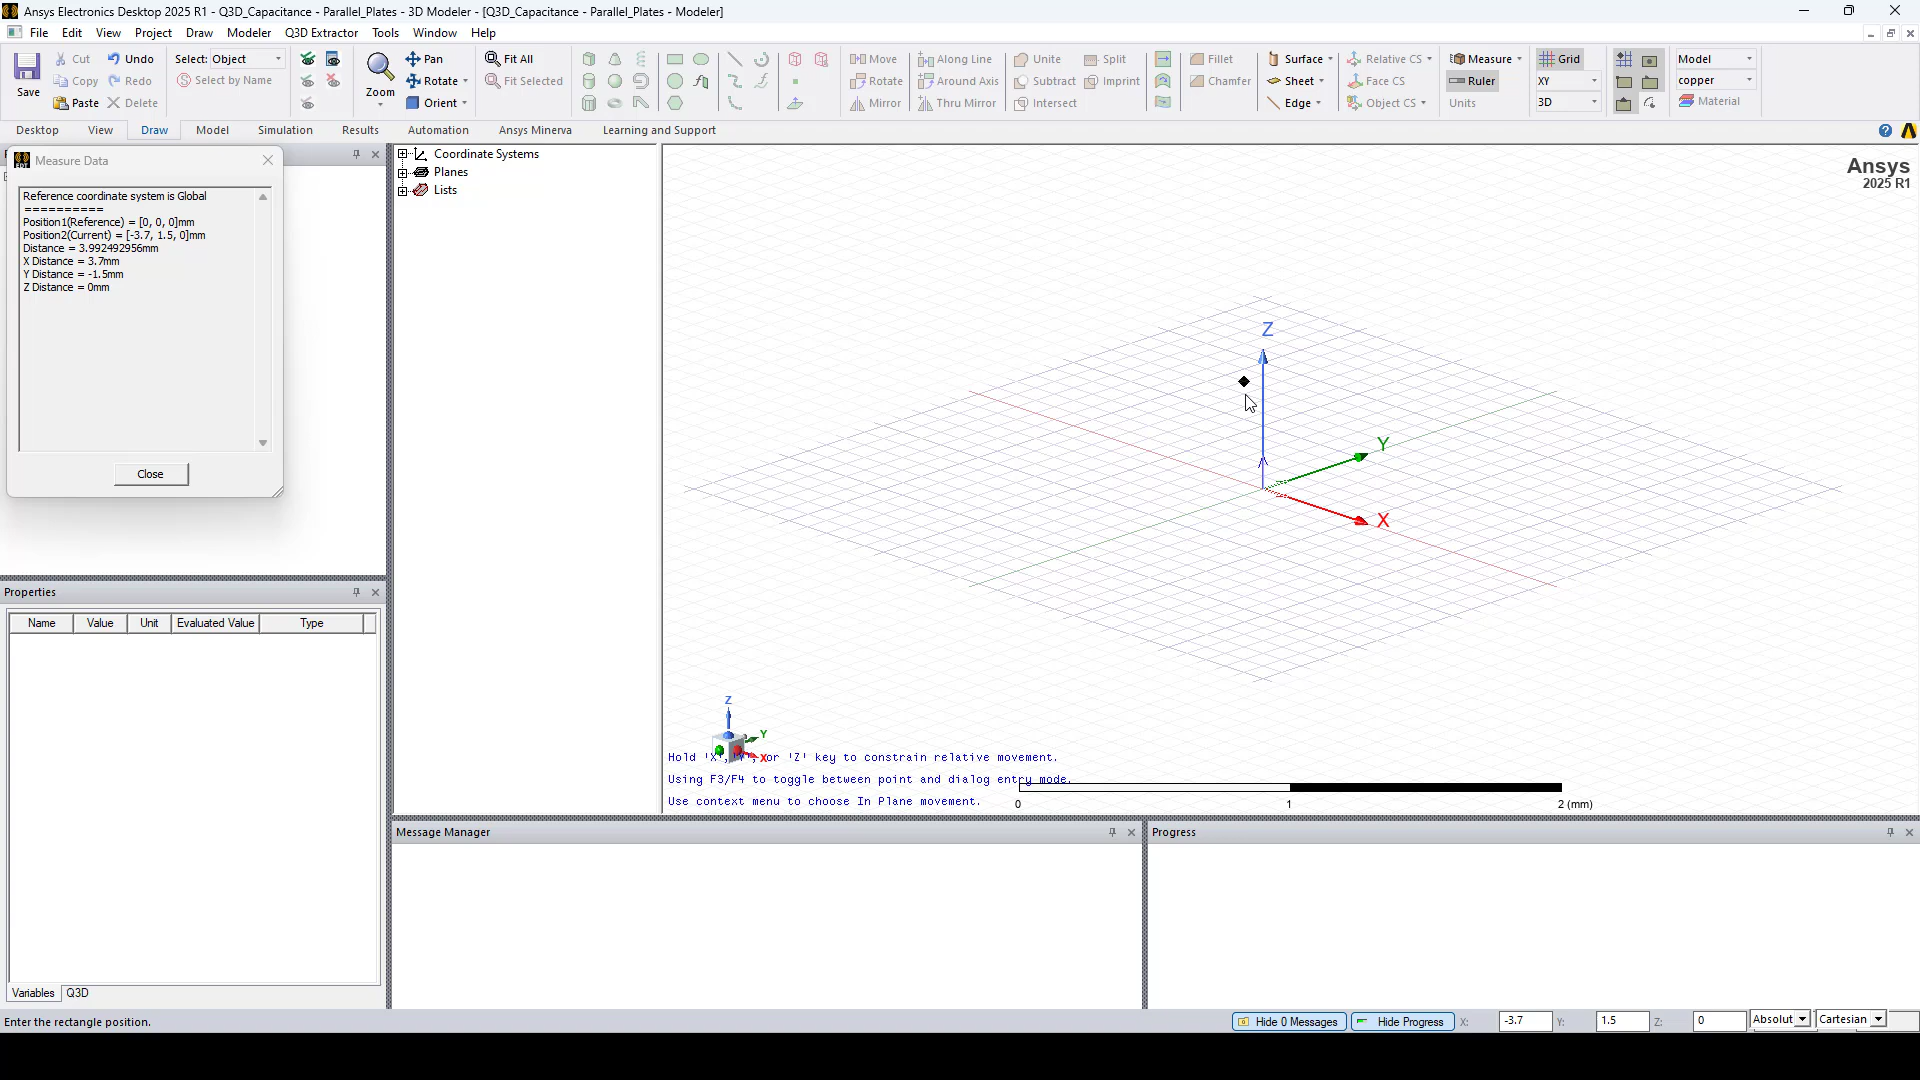 Ansys Electronics Desktop 2025 R1 - Q3D_Capacitance - Parallel_Plates - 3D Modeler - [Q3D_Capacitance - Parallel_Plates - Modeler]
File Edit View Project Draw Modeler Q3D Extractor Tools Window Help
Save
Cut Undo
Copy Redo
Paste Delete
Select: Object
Select by Name
Zoom
Pan
Rotate
Orient
Fit All
Fit Selected
Move Along Line Unite Split
Rotate Around Axis Subtract Imprint
Mirror Thru Mirror Intersect
Fillet
Chamfer
Surface
Sheet
Edge
Relative CS
Face CS
Object CS
Measure
Ruler
Units
Grid
XY
3D
Model
copper
Material
Desktop View Draw Model Simulation Results Automation Ansys Minerva Learning and Support
Measure Data
Reference coordinate system is Global
==========
Position1(Reference) = [0, 0, 0]mm
Position2(Current) = [-3.7, 1.5, 0]mm
Distance = 3.992492956mm
X Distance = 3.7mm
Y Distance = -1.5mm
Z Distance = 0mm
Close
Coordinate Systems
Planes
Lists
Ansys
2025 R1
Z
Y
X
Z
Y
X
Hold 'X', 'Y', or 'Z' key to constrain relative movement.
Using F3/F4 to toggle between point and dialog entry mode.
Use context menu to choose In Plane movement.
0 1 2 (mm)
Properties
Name Value Unit Evaluated Value Type
Variables Q3D
Message Manager
Progress
Enter the rectangle position.
Hide 0 Messages Hide Progress X: -3.7 Y: 1.5 Z: 0 Absolut Cartesian